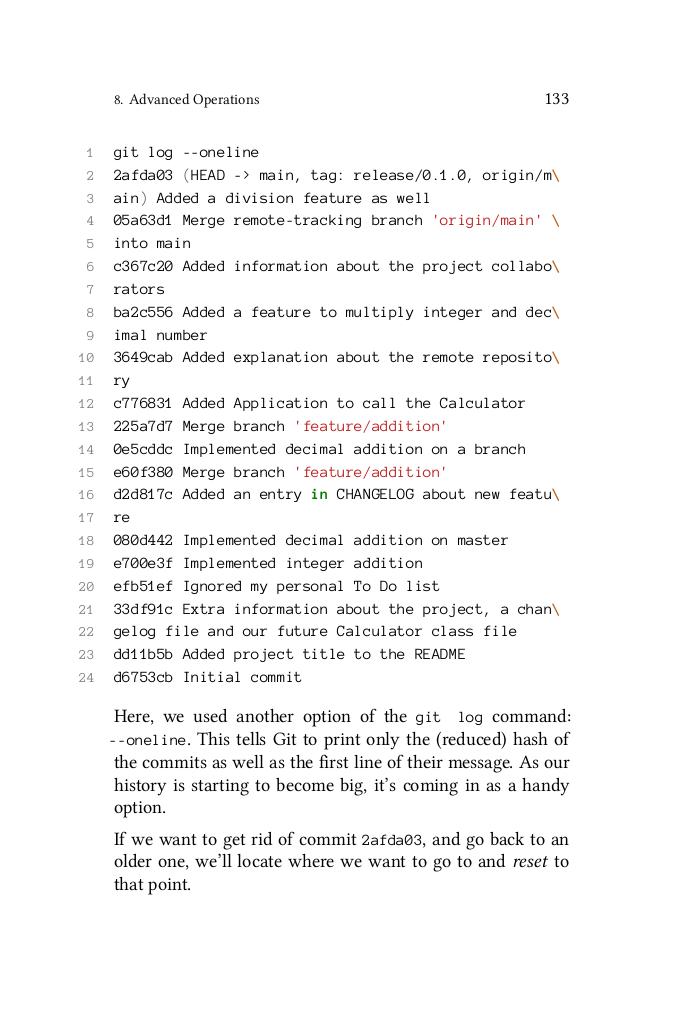 8. Advanced Operations 133
1 git log --oneline
2 2afda03 (HEAD -> main, tag: release/0.1.0, origin/m\
3 ain) Added a division feature as well
4 05a63d1 Merge remote-tracking branch 'origin/main' \
5 into main
6 c367c20 Added information about the project collabo\
7 rators
8 ba2c556 Added a feature to multiply integer and dec\
9 imal number
10 3649cab Added explanation about the remote reposito\
11 ry
12 c776831 Added Application to call the Calculator
13 225a7d7 Merge branch 'feature/addition'
14 0e5cddc Implemented decimal addition on a branch
15 e60f380 Merge branch 'feature/addition'
16 d2d817c Added an entry in CHANGELOG about new featu\
17 re
18 080d442 Implemented decimal addition on master
19 e700e3f Implemented integer addition
20 efb51ef Ignored my personal To Do list
21 33df91c Extra information about the project, a chan\
22 gelog file and our future Calculator class file
23 dd11b5b Added project title to the README
24 d6753cb Initial commit
Here, we used another option of the git log command:
--oneline. This tells Git to print only the (reduced) hash of
the commits as well as the first line of their message. As our
history is starting to become big, it's coming in as a handy
option.
If we want to get rid of commit 2afda03, and go back to an
older one, we'll locate where we want to go to and reset to
that point.